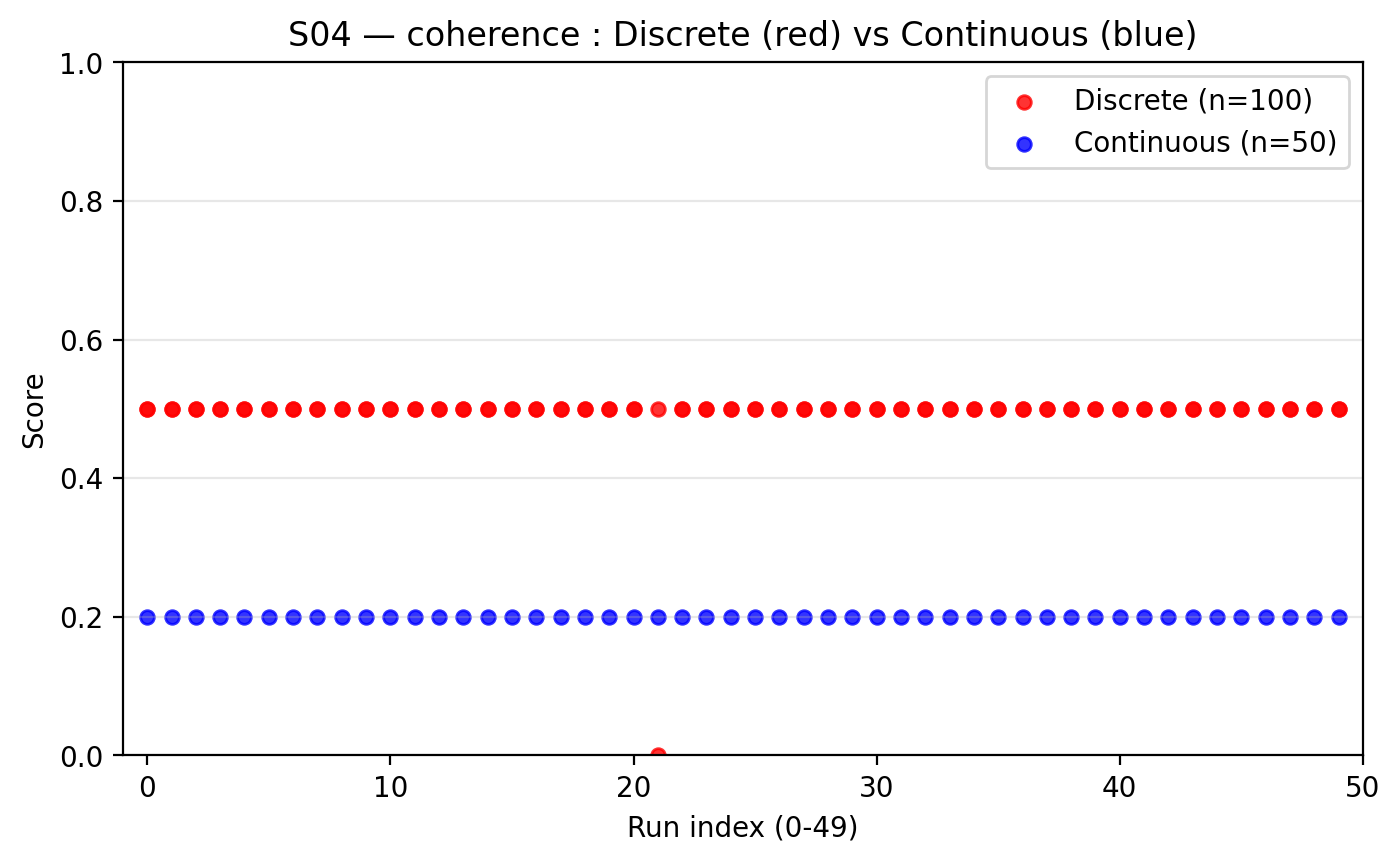 S04 — coherence : Discrete (red) vs Continuous (blue)
1.0
Discrete (n=100)
Continuous (n=50)
0.8
0.6
Score
0.4
0.2
0.0
0 10 20 30 40 50
Run index (0-49)